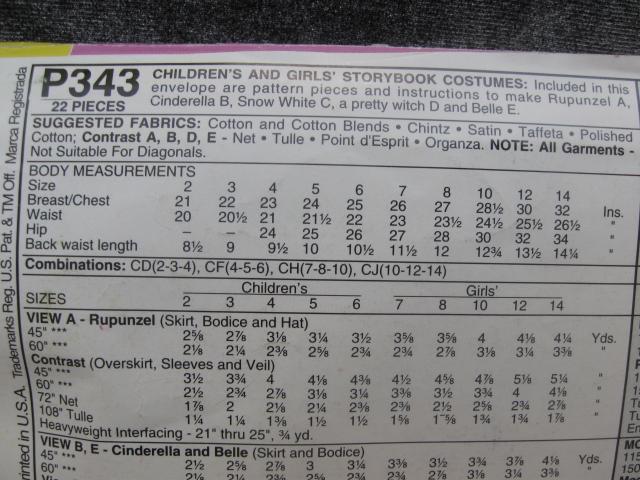 P343
22 PIECES
CHILDREN'S AND GIRLS' STORYBOOK COSTUMES: Included in this
envelope are pattern pieces and instructions to make Rupunzel A,
Cinderella B, Snow White C, a pretty witch D and Belle E.
SUGGESTED FABRICS: Cotton and Cotton Blends • Chintz • Satin • Taffeta • Polished
Cotton; Contrast A, B, D, E - Net • Tulle • Point d'Esprit • Organza. NOTE: All Garments -
Not Suitable For Diagonals.
BODY MEASUREMENTS
Size 2 3 4 5 6 7 8 10 12 14
Breast/Chest 21 22 23 24 25 26 27 28½ 30 32 Ins.
Waist 20 20½ 21 21½ 22 23 23½ 24½ 25½ 26½ "
Hip – – 24 25 26 27 28 30 32 34 "
Back waist length 8½ 9 9½ 10 10½ 11½ 12 12¾ 13½ 14¼ "
Combinations: CD(2-3-4), CF(4-5-6), CH(7-8-10), CJ(10-12-14)
Children's Girls'
SIZES 2 3 4 5 6 7 8 10 12 14
VIEW A - Rupunzel (Skirt, Bodice and Hat)
45" *** 2⅝ 2⅞ 3⅛ 3¼ 3½ 3⅝ 3⅝ 4 4⅛ 4¼ Yds.
60" *** 2⅛ 2¼ 2⅜ 2⅝ 2¾ 2¾ 2⅞ 3⅛ 3¼ 3⅜ "
Contrast (Overskirt, Sleeves and Veil)
45" *** 3½ 3¾ 4 4⅛ 4⅜ 4½ 4⅝ 4⅞ 5⅛ 5¼ "
60" *** 2½ 2¾ 2⅞ 3⅛ 3¼ 3⅜ 3½ 3¾ 4 4⅛ "
72" Net 1⅞ 2 2⅛ 2¼ 2⅜ 2⅜ 2½ 2⅝ 2¾ 2⅞ "
108" Tulle 1¼ 1¼ 1⅜ 1½ 1½ 1⅝ 1⅝ 1¾ 1¾ 1⅞ "
Heavyweight Interfacing - 21" thru 25", ¾ yd.
VIEW B, E - Cinderella and Belle (Skirt and Bodice)
45" *** 2½ 2⅝ 2⅞ 3 3¼ 3⅜ 3½ 3¾ 3⅞ 4⅛ Yds.
60" ***
Trademarks Reg. U.S. Pat. & TM Off. Marca Registrada
rinted in U.S.A.